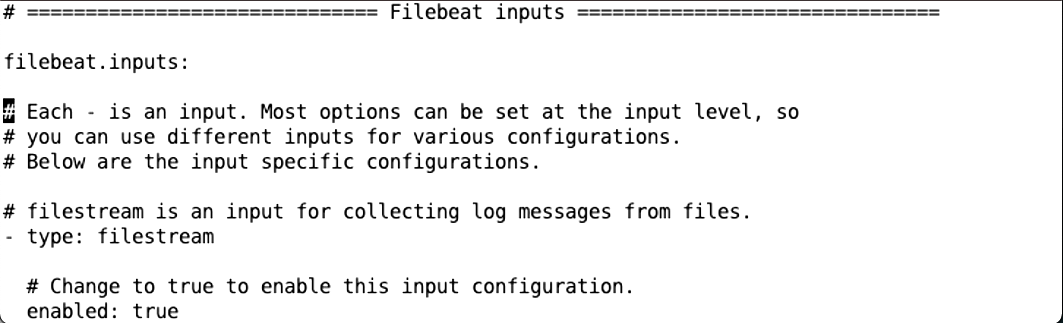 # ============================== Filebeat inputs ===============================
filebeat.inputs:
# Each - is an input. Most options can be set at the input level, so
# you can use different inputs for various configurations.
# Below are the input specific configurations.
# filestream is an input for collecting log messages from files.
- type: filestream
  # Change to true to enable this input configuration.
  enabled: true